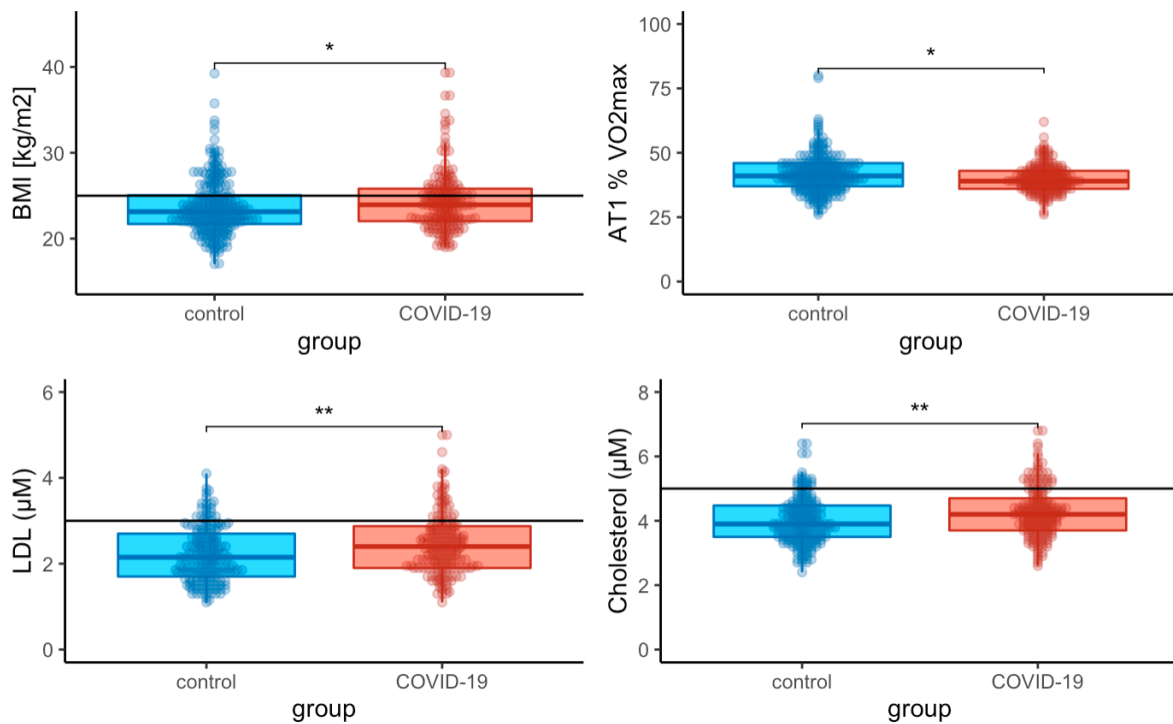 BMI [kg/m2]
40
30
20
*
control
COVID-19
group
AT1 % VO2max
100
75
50
25
0
*
control
COVID-19
group
LDL (µM)
6
4
2
0
**
control
COVID-19
group
Cholesterol (µM)
8
6
4
2
0
**
control
COVID-19
group